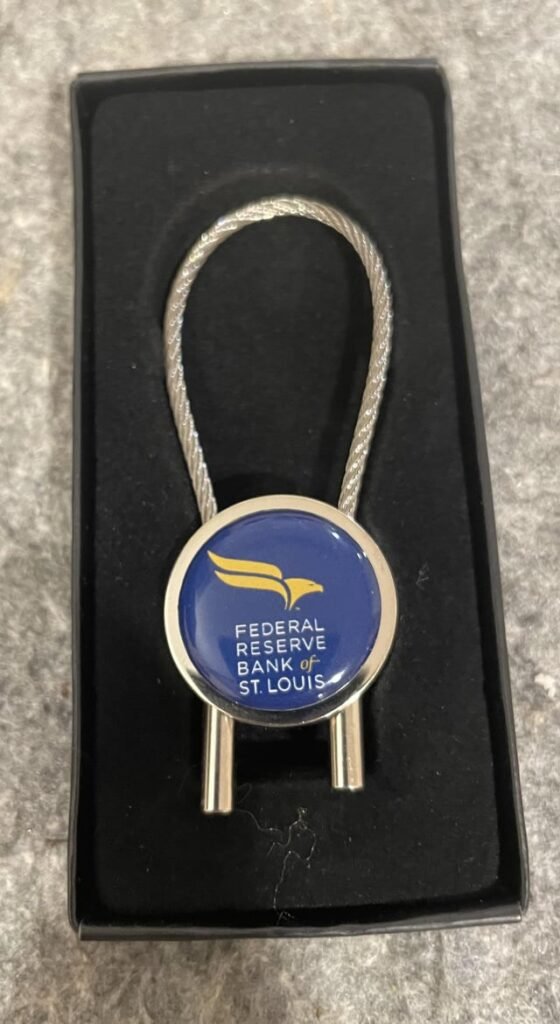 FEDERAL
RESERVE
BANK of
ST. LOUIS